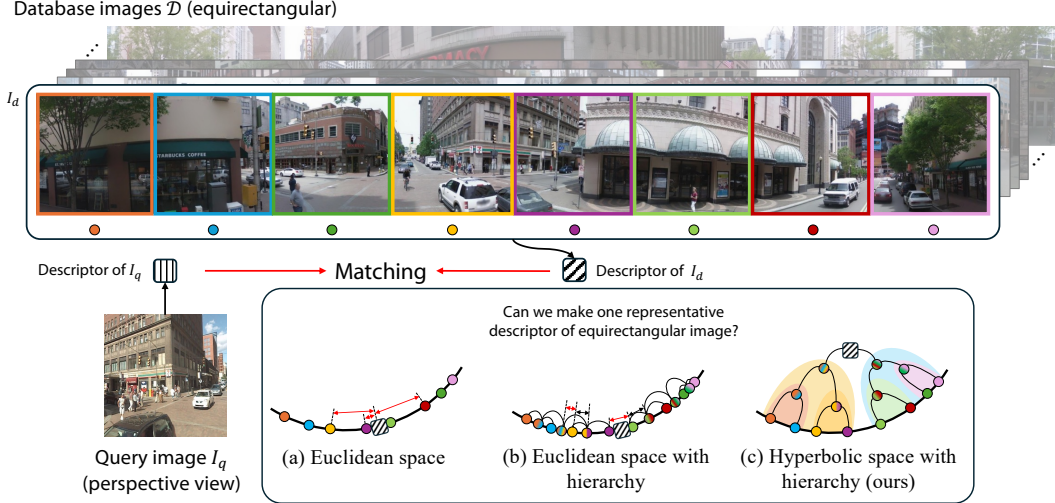 Database images 𝒟 (equirectangular)
I_d
STARBUCKS COFFEE
Descriptor of I_q
Matching
Descriptor of I_d
Can we make one representative
descriptor of equirectangular image?
Query image I_q
(perspective view)
(a) Euclidean space
(b) Euclidean space with
hierarchy
(c) Hyperbolic space with
hierarchy (ours)